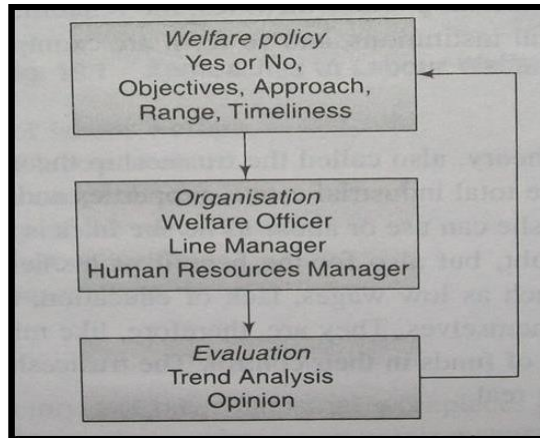 Welfare policy
Yes or No,
Objectives, Approach,
Range, Timeliness
Organisation
Welfare Officer
Line Manager
Human Resources Manager
Evaluation
Trend Analysis
Opinion